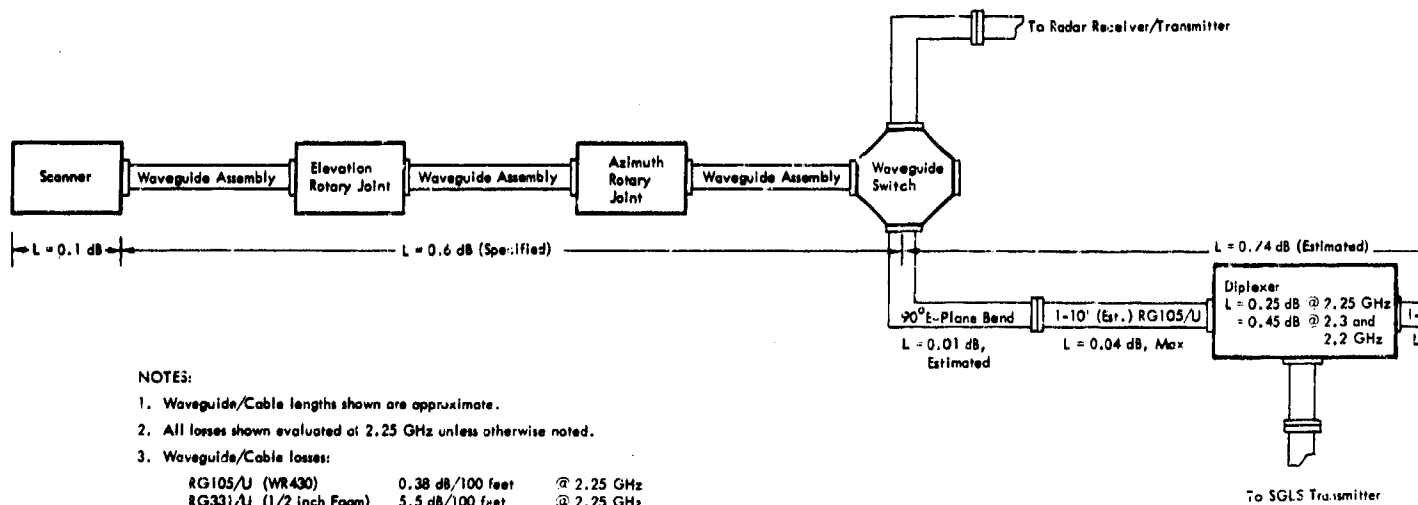 To Radar Receiver/Transmitter
Scanner
Waveguide Assembly
Elevation
Rotary Joint
Waveguide Assembly
Azimuth
Rotary
Joint
Waveguide Assembly
Waveguide
Switch
L = 0.1 dB
L = 0.6 dB (Specified)
L = 0.74 dB (Estimated)
90° E-Plane Bend
L = 0.01 dB,
Estimated
1-10' (Est.) RG105/U
L = 0.04 dB, Max
Diplexer
L = 0.25 dB @ 2.25 GHz
= 0.45 dB @ 2.3 and
2.2 GHz
1-
L
To SGLS Transmitter
NOTES:
1. Waveguide/Cable lengths shown are approximate.
2. All losses shown evaluated at 2.25 GHz unless otherwise noted.
3. Waveguide/Cable losses:
RG105/U (WR430) 0.38 dB/100 feet @ 2.25 GHz
RG331/U (1/2 inch Foam) 5.5 dB/100 feet @ 2.25 GHz